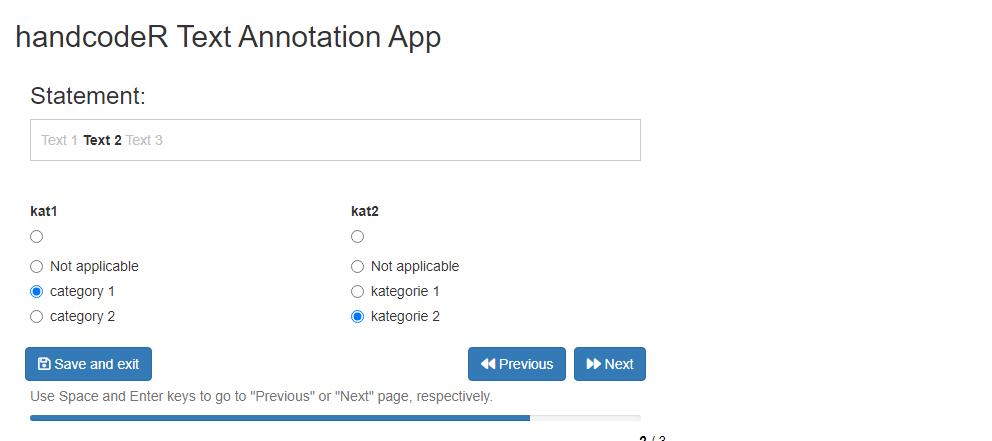 handcodeR Text Annotation App
Statement:
Text 1 Text 2 Text 3
kat1 kat2
Not applicable Not applicable
category 1 kategorie 1
category 2 kategorie 2
Save and exit Previous Next
Use Space and Enter keys to go to "Previous" or "Next" page, respectively.